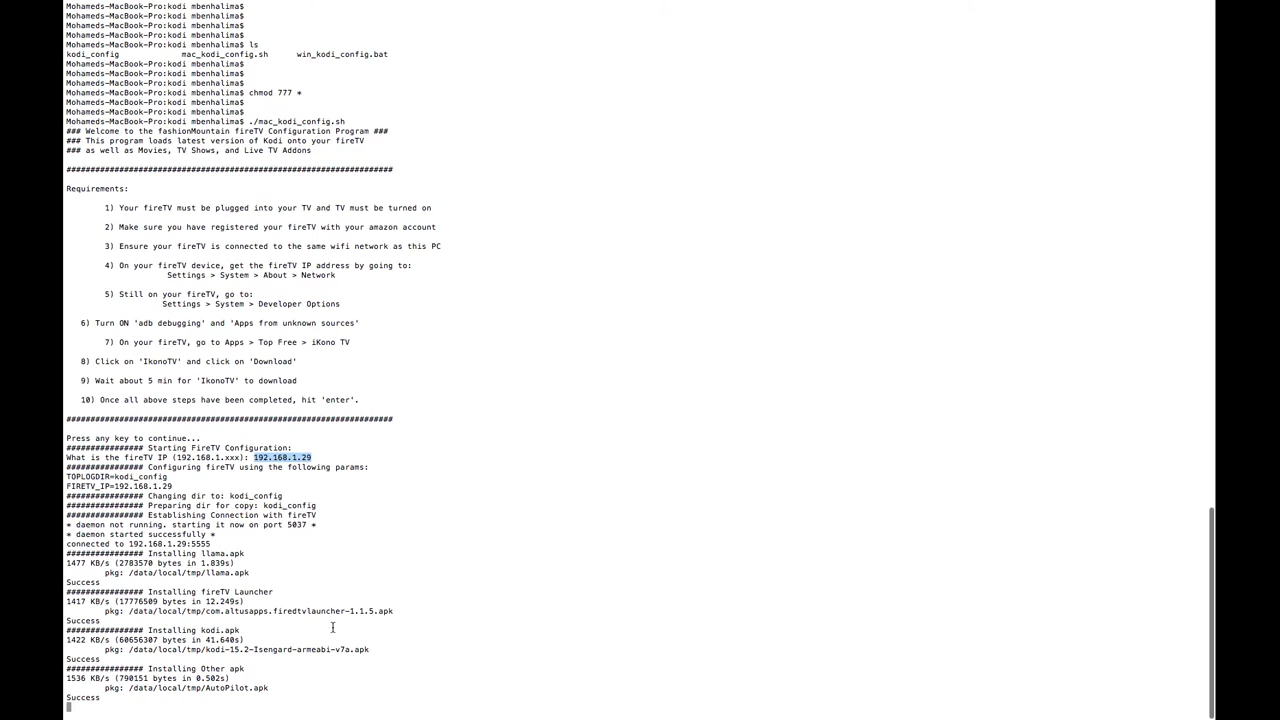 Mohameds-MacBook-Pro:kodi mbenhalima$
Mohameds-MacBook-Pro:kodi mbenhalima$
Mohameds-MacBook-Pro:kodi mbenhalima$
Mohameds-MacBook-Pro:kodi mbenhalima$
Mohameds-MacBook-Pro:kodi mbenhalima$ ls
kodi_config mac_kodi_config.sh win_kodi_config.bat
Mohameds-MacBook-Pro:kodi mbenhalima$
Mohameds-MacBook-Pro:kodi mbenhalima$
Mohameds-MacBook-Pro:kodi mbenhalima$
Mohameds-MacBook-Pro:kodi mbenhalima$ chmod 777 *
Mohameds-MacBook-Pro:kodi mbenhalima$
Mohameds-MacBook-Pro:kodi mbenhalima$
Mohameds-MacBook-Pro:kodi mbenhalima$ ./mac_kodi_config.sh
### Welcome to the fashionMountain fireTV Configuration Program ###
### This program loads latest version of Kodi onto your fireTV
### as well as Movies, TV Shows, and Live TV Addons
####################################################################
Requirements:
1) Your fireTV must be plugged into your TV and TV must be turned on
2) Make sure you have registered your fireTV with your amazon account
3) Ensure your fireTV is connected to the same wifi network as this PC
4) On your fireTV device, get the fireTV IP address by going to:
Settings > System > About > Network
5) Still on your fireTV, go to:
Settings > System > Developer Options
6) Turn ON 'adb debugging' and 'Apps from unknown sources'
7) On your fireTV, go to Apps > Top Free > iKono TV
8) Click on 'IkonoTV' and click on 'Download'
9) Wait about 5 min for 'IkonoTV' to download
10) Once all above steps have been completed, hit 'enter'.
####################################################################
Press any key to continue...
################ Starting FireTV Configuration:
What is the fireTV IP (192.168.1.xxx): 192.168.1.29
################ Configuring fireTV using the following params:
TOPLOGDIR=kodi_config
FIRETV_IP=192.168.1.29
################ Changing dir to: kodi_config
################ Preparing dir for copy: kodi_config
################ Establishing Connection with fireTV
* daemon not running. starting it now on port 5037 *
* daemon started successfully *
connected to 192.168.1.29:5555
################ Installing llama.apk
1477 KB/s (2783570 bytes in 1.839s)
pkg: /data/local/tmp/llama.apk
Success
################ Installing fireTV Launcher
1417 KB/s (17776509 bytes in 12.249s)
pkg: /data/local/tmp/com.altusapps.firedtvlauncher-1.1.5.apk
Success
################ Installing kodi.apk
1422 KB/s (60656307 bytes in 41.640s)
pkg: /data/local/tmp/kodi-15.2-Isengard-armeabi-v7a.apk
Success
################ Installing Other apk
1536 KB/s (790151 bytes in 0.502s)
pkg: /data/local/tmp/AutoPilot.apk
Success